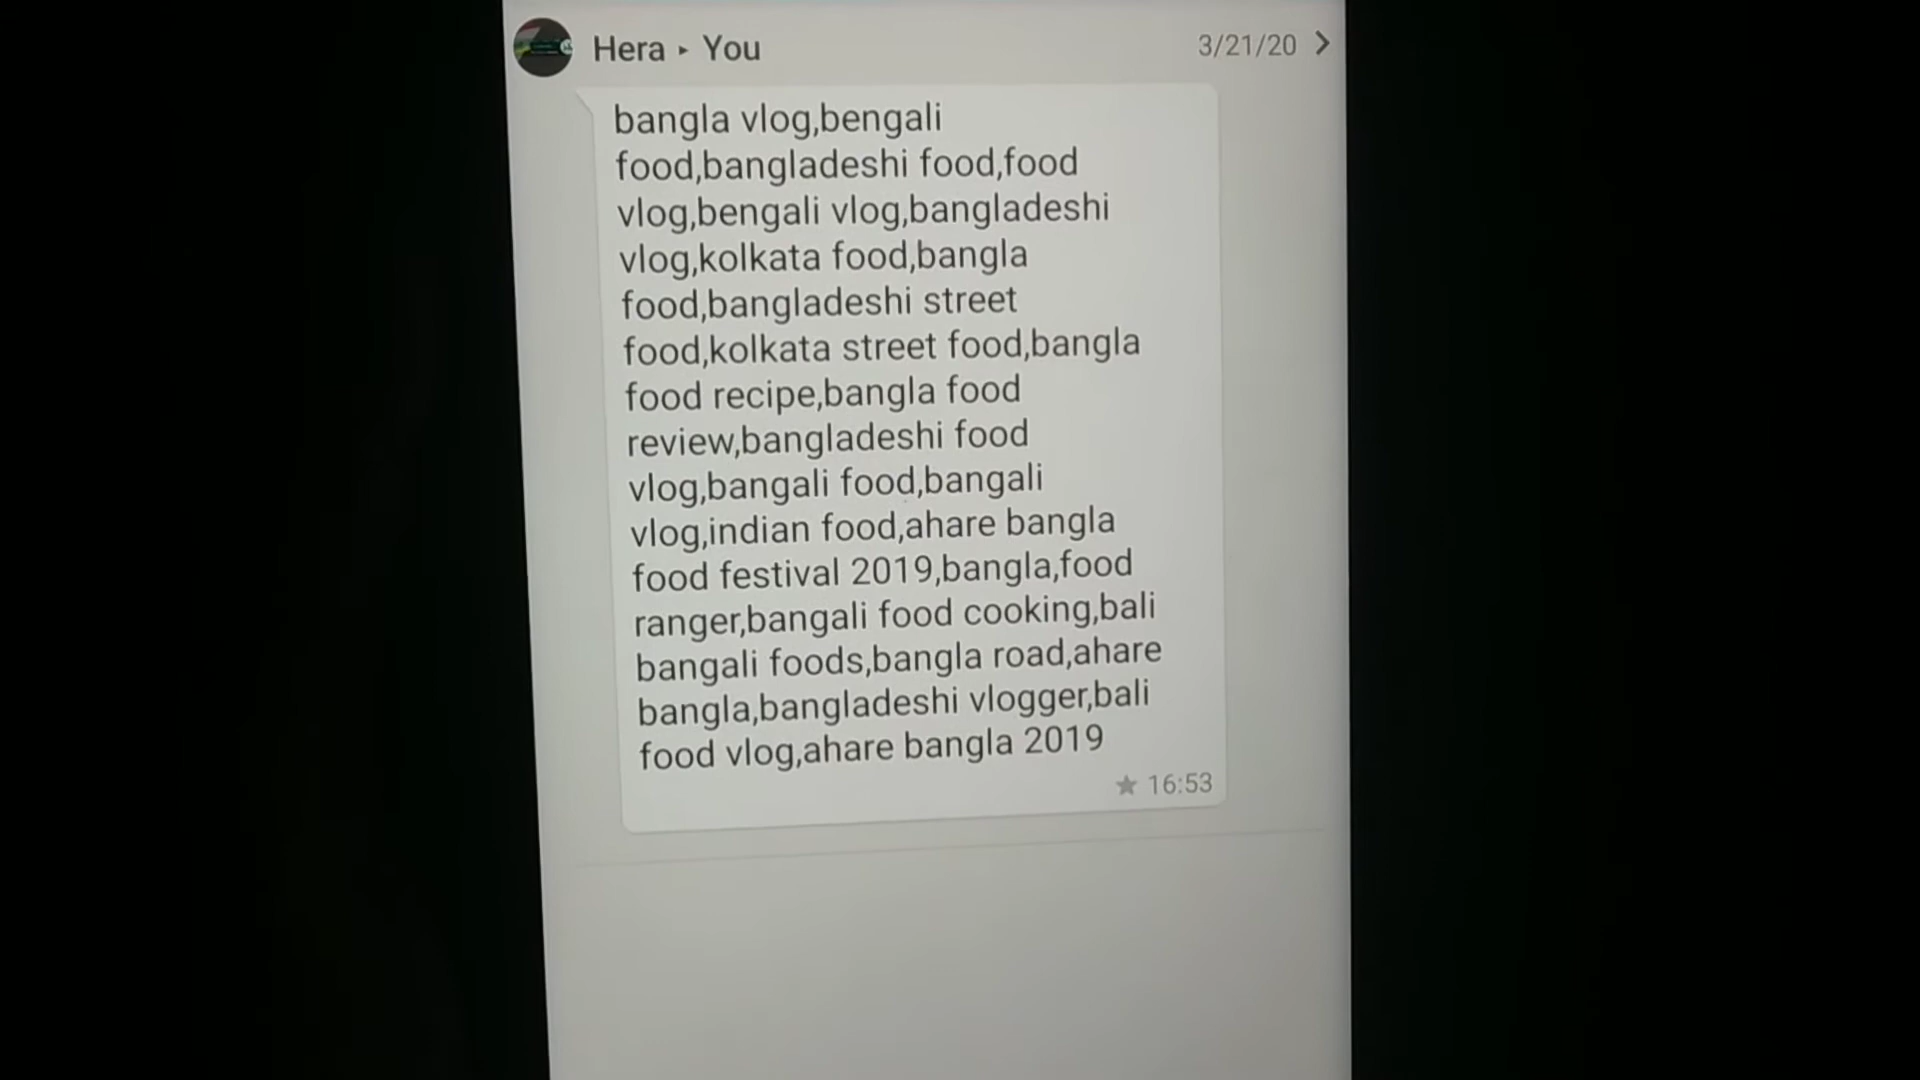 Hera ▸ You
3/21/20
bangla vlog,bengali
food,bangladeshi food,food
vlog,bengali vlog,bangladeshi
vlog,kolkata food,bangla
food,bangladeshi street
food,kolkata street food,bangla
food recipe,bangla food
review,bangladeshi food
vlog,bangali food,bangali
vlog,indian food,ahare bangla
food festival 2019,bangla,food
ranger,bangali food cooking,bali
bangali foods,bangla road,ahare
bangla,bangladeshi vlogger,bali
food vlog,ahare bangla 2019
★ 16:53